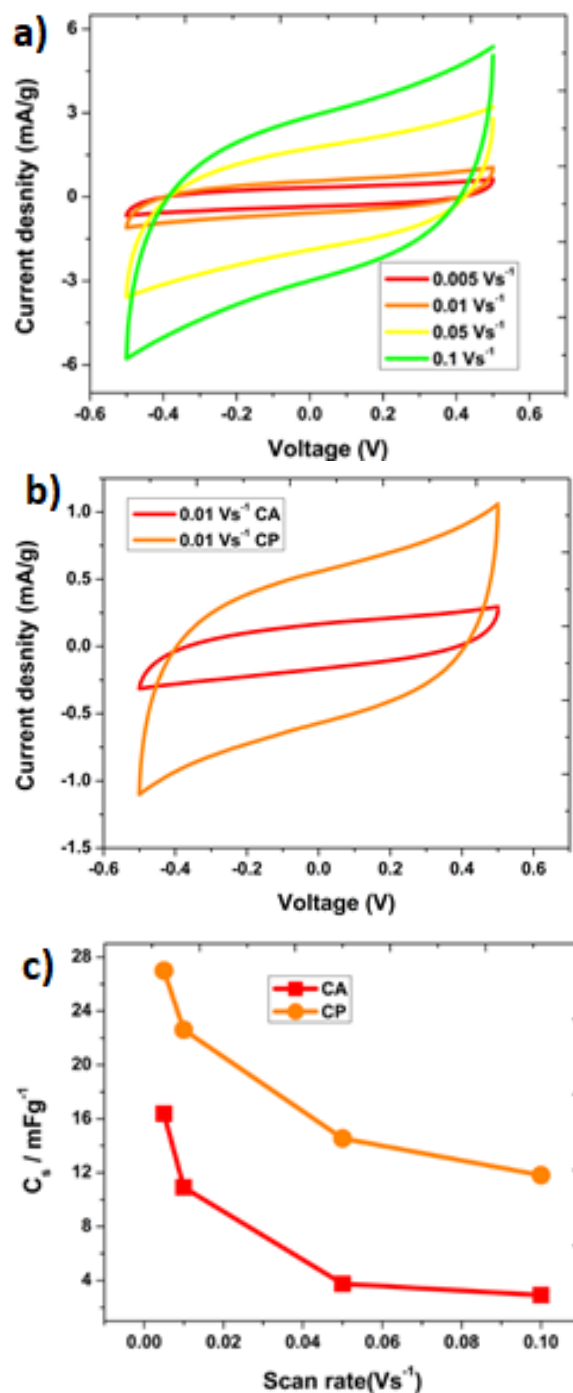 a)
Current desnity (mA/g)
6
3
0
-3
-6
0.005 Vs⁻¹
0.01 Vs⁻¹
0.05 Vs⁻¹
0.1 Vs⁻¹
-0.6 -0.4 -0.2 0.0 0.2 0.4 0.6
Voltage (V)
b)
Current desnity (mA/g)
1.0
0.5
0.0
-0.5
-1.0
-1.5
0.01 Vs⁻¹ CA
0.01 Vs⁻¹ CP
-0.6 -0.4 -0.2 0.0 0.2 0.4 0.6
Voltage (V)
c)
Cₛ / mFg⁻¹
28
24
20
16
12
8
4
CA
CP
0.00 0.02 0.04 0.06 0.08 0.10
Scan rate(Vs⁻¹)